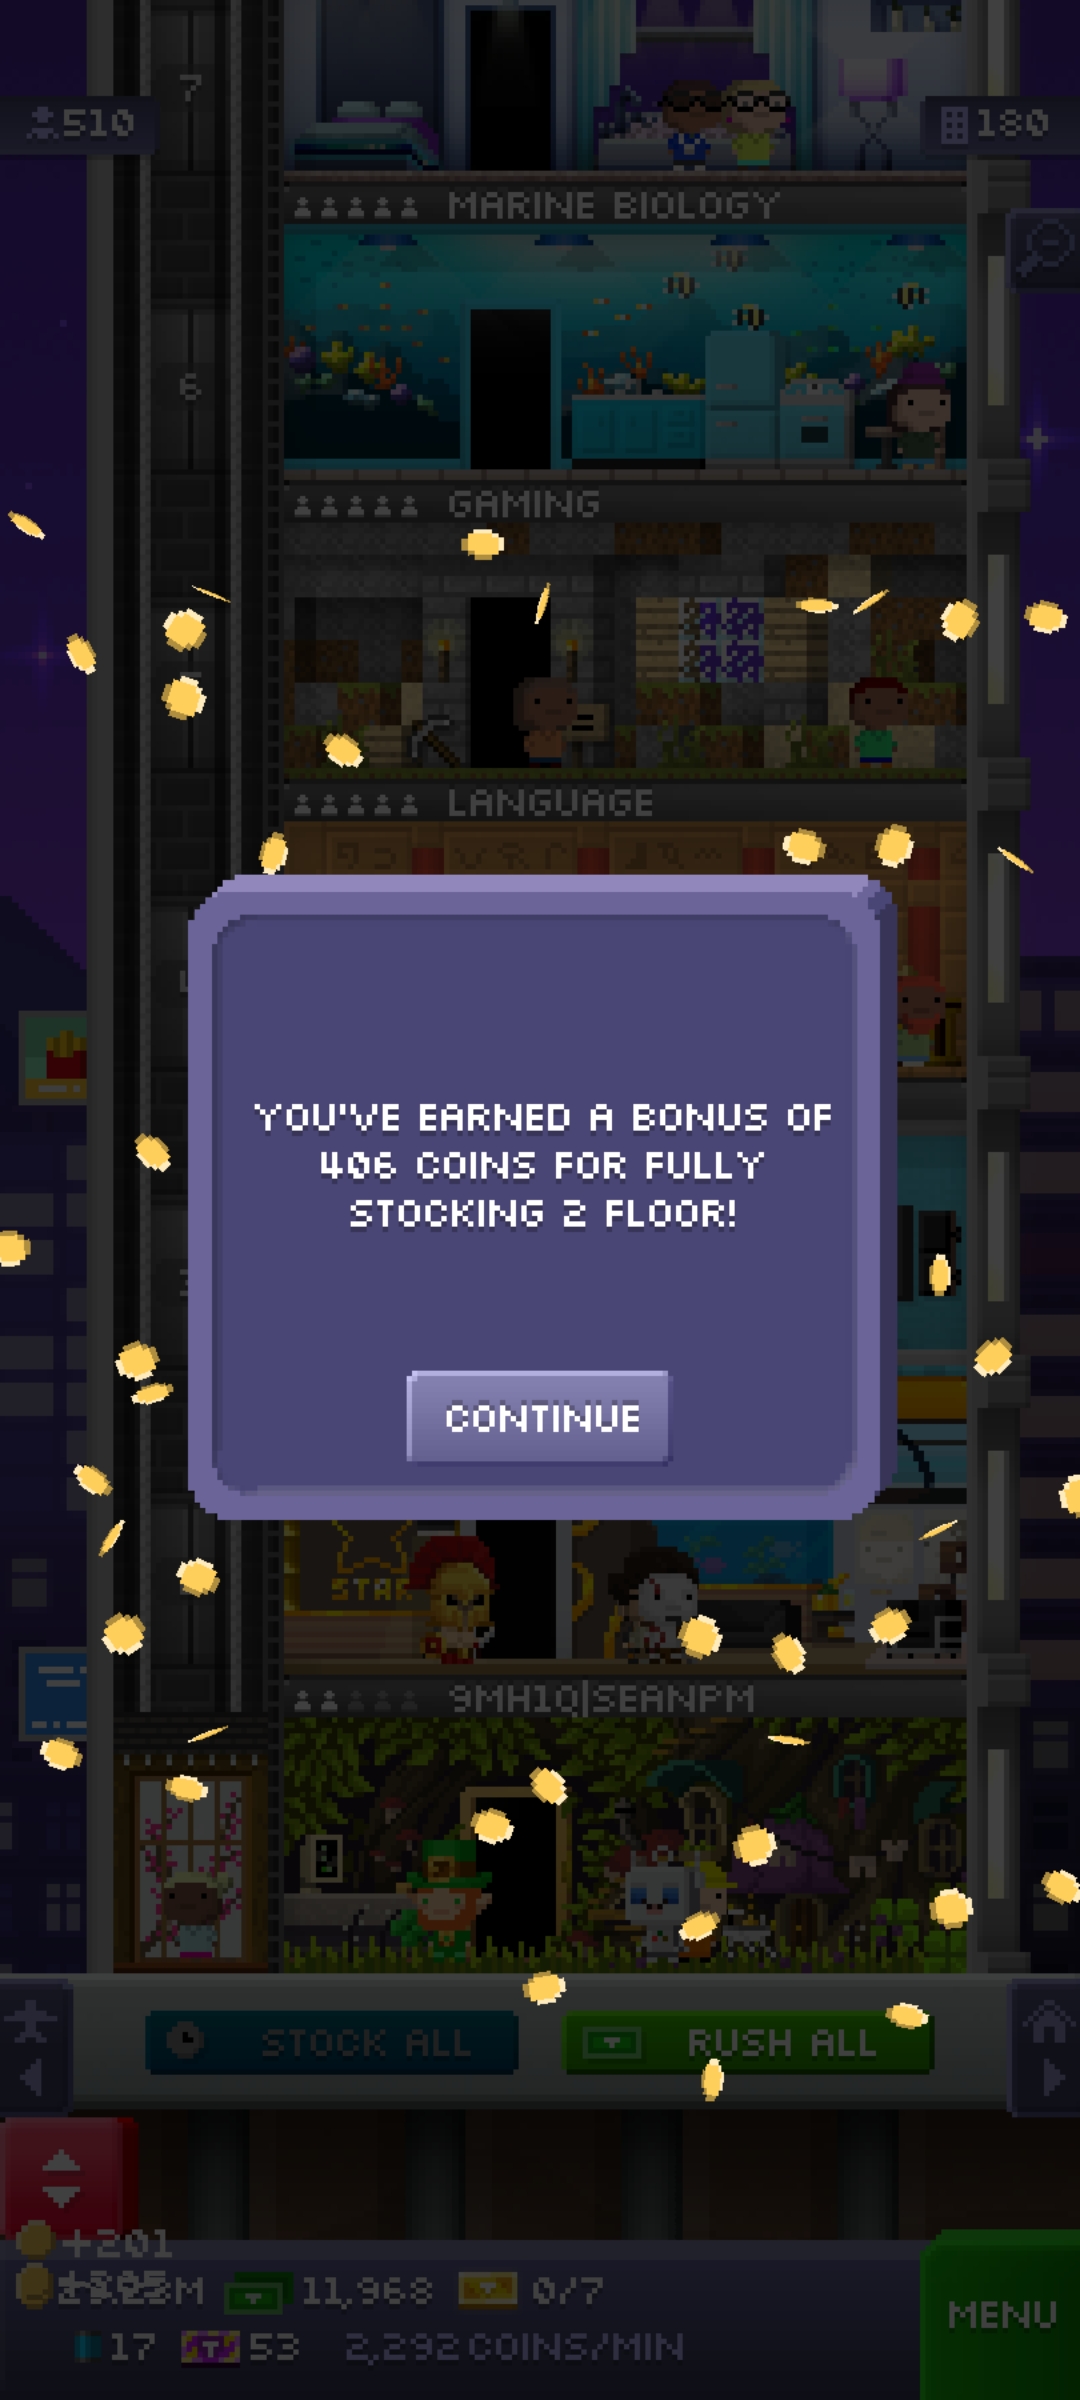 7
510
180
MARINE BIOLOGY
6
GAMING
LANGUAGE
YOU'VE EARNED A BONUS OF
406 COINS FOR FULLY
STOCKING 2 FLOOR!
CONTINUE
STAR
9MH1Q|SEANPM
STOCK ALL
RUSH ALL
+201
11,968
0/7
MENU
17
53
2,292 COINS/MIN